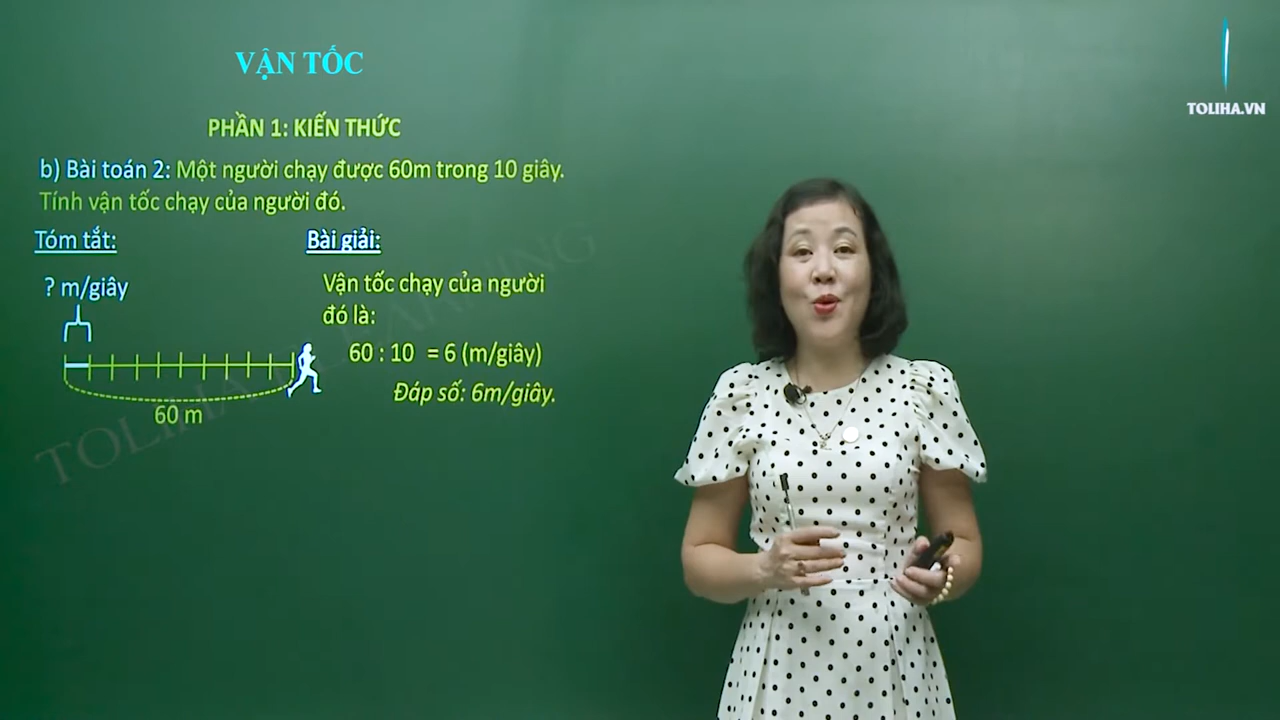 VẬN TỐC
TOLIHA.VN
PHẦN 1: KIẾN THỨC
b) Bài toán 2: Một người chạy được 60m trong 10 giây.
Tính vận tốc chạy của người đó.
Tóm tắt:
? m/giây
60 m
Bài giải:
Vận tốc chạy của người
đó là:
60 : 10 = 6 (m/giây)
Đáp số: 6m/giây.